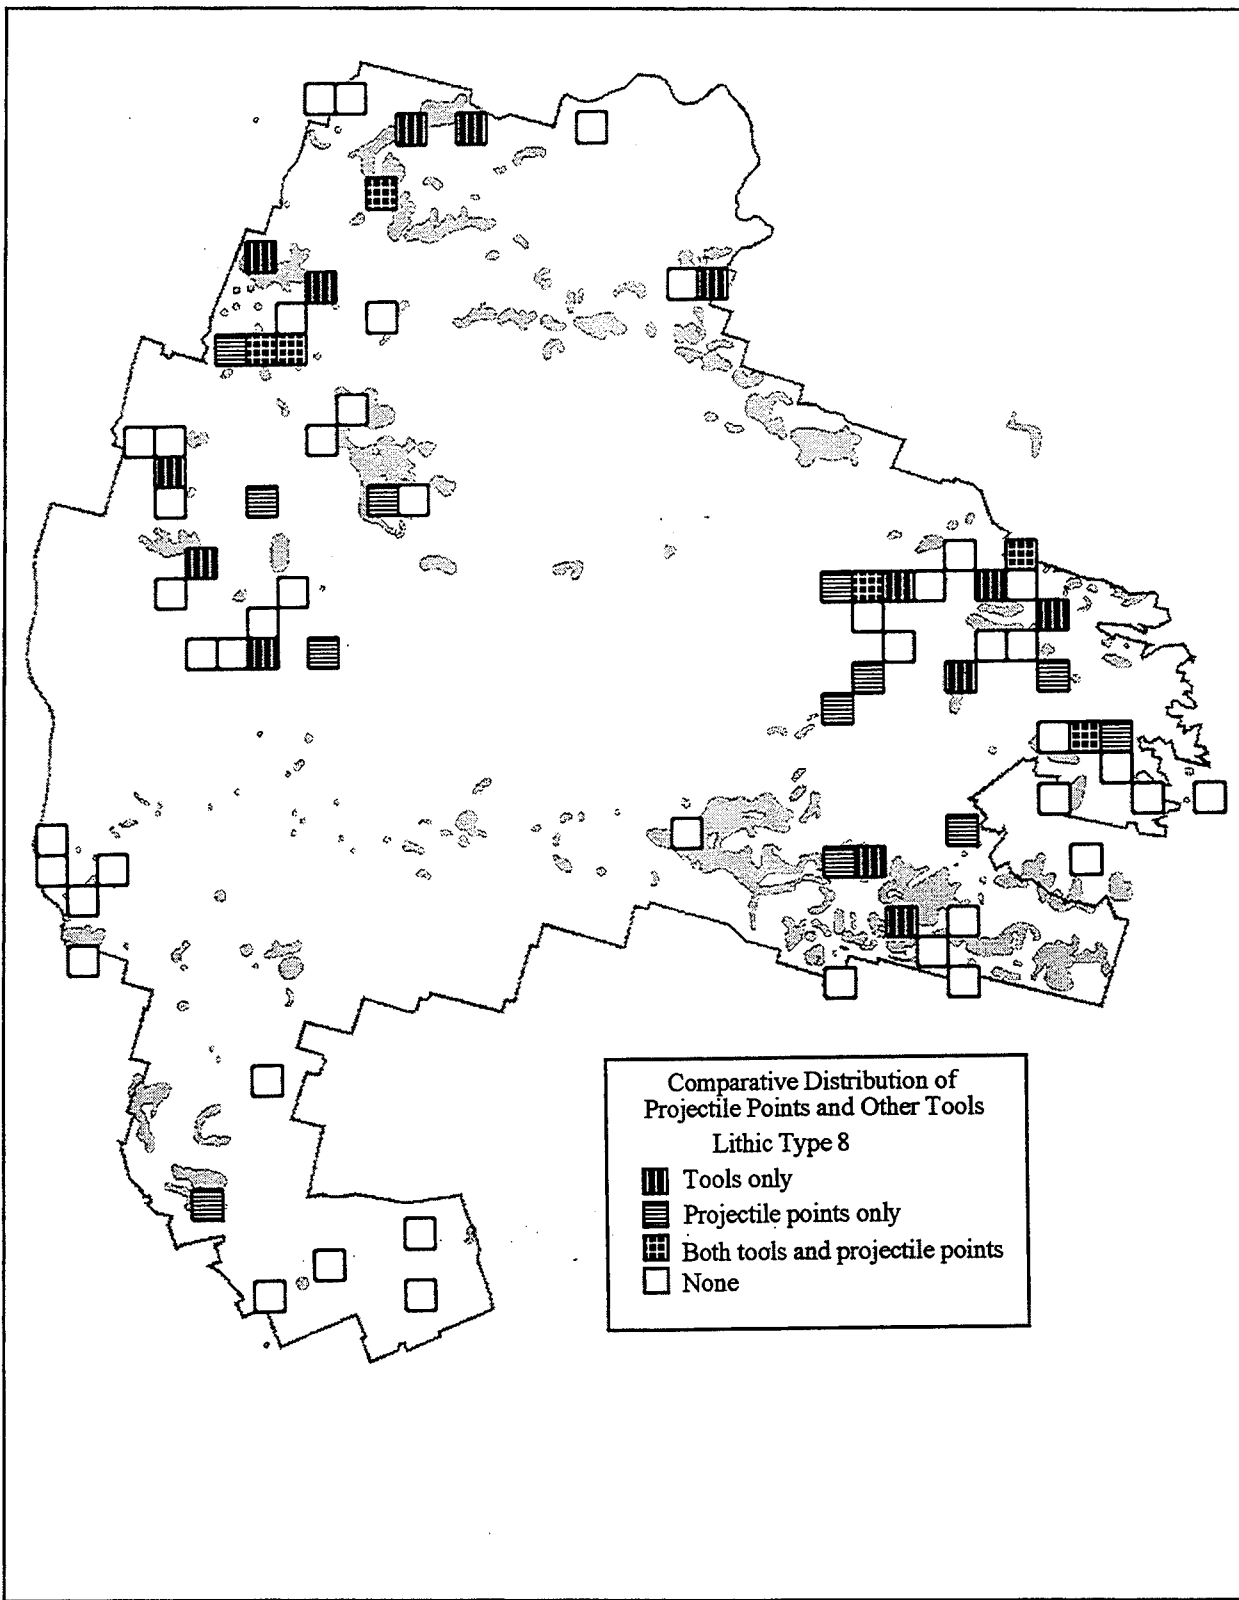 Comparative Distribution of
Projectile Points and Other Tools
Lithic Type 8
Tools only
Projectile points only
Both tools and projectile points
None